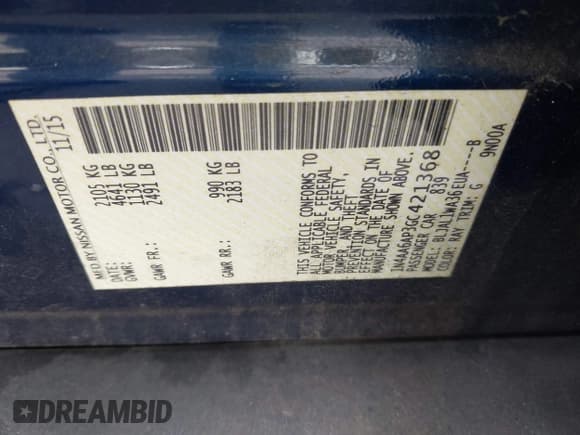 MFD BY NISSAN MOTOR CO., LTD.
11/15
GVWR: 2105 KG
4641 LB
GAWR FR: 1130 KG
2491 LB
GAWR RR: 990 KG
2183 LB
THIS VEHICLE CONFORMS TO
ALL APPLICABLE FEDERAL
MOTOR VEHICLE SAFETY,
BUMPER, AND THEFT
PREVENTION STANDARDS IN
EFFECT ON THE DATE OF
MANUFACTURE SHOWN ABOVE.
1N4AA6AP3GC421368
PASSENGER CAR 839
MODEL: BLJALLWA36EUA----B
COLOR: RAY TRIM: G 9N00A
DREAMBID